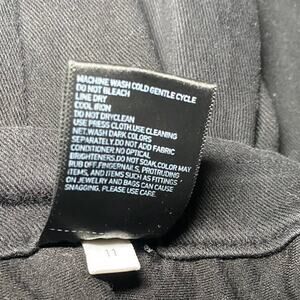 MACHINE WASH COLD GENTLE CYCLE
DO NOT BLEACH
LINE DRY
COOL IRON
DO NOT DRYCLEAN
USE PRESS CLOTH. USE CLEANING
NET. WASH DARK COLORS
SEPARATELY. DO NOT ADD FABRIC
CONDITIONER. NO OPTICAL
BRIGHTENERS. DO NOT SOAK. COLOR MAY
RUB OFF. FINGERNAILS, PROTRUDING
ITEMS, AND ITEMS SUCH AS FITTINGS
ON JEWELRY AND BAGS CAN CAUSE
SNAGGING. PLEASE USE CARE.
11